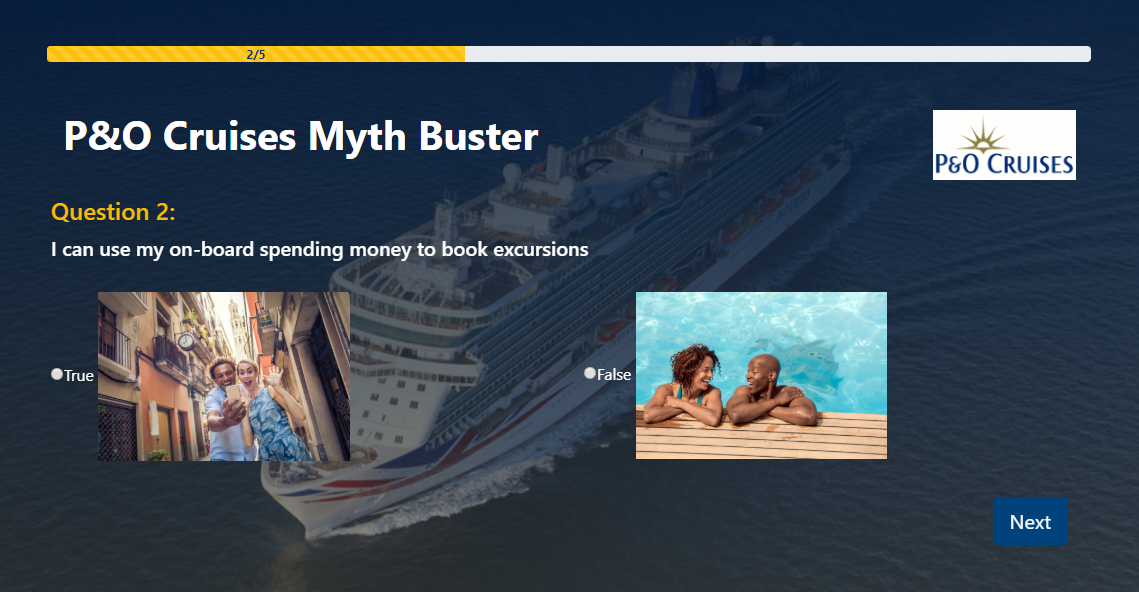 2/5
P&O Cruises Myth Buster
P&O CRUISES
Question 2:
I can use my on-board spending money to book excursions
True
False
Next